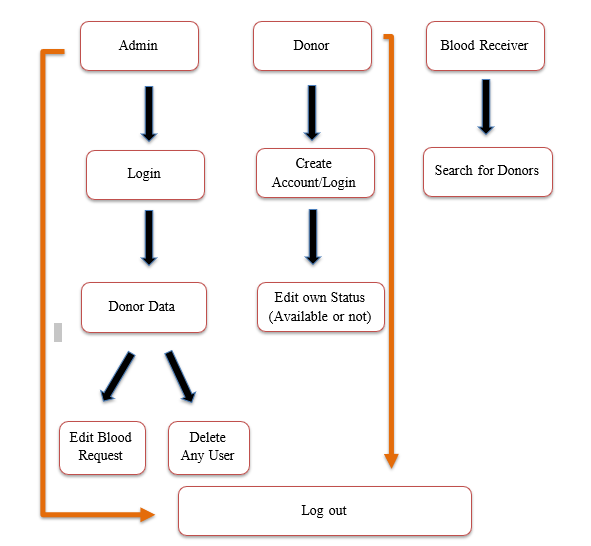 Admin
Donor
Blood Receiver
Login
Create
Account/Login
Search for Donors
Donor Data
Edit own Status
(Available or not)
Edit Blood
Request
Delete
Any User
Log out